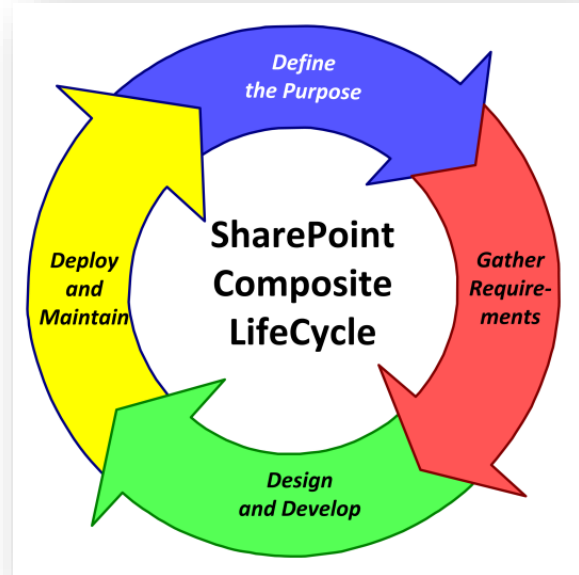 Define
the Purpose
Gather
Require-
ments
Design
and Develop
Deploy
and
Maintain
SharePoint
Composite
LifeCycle